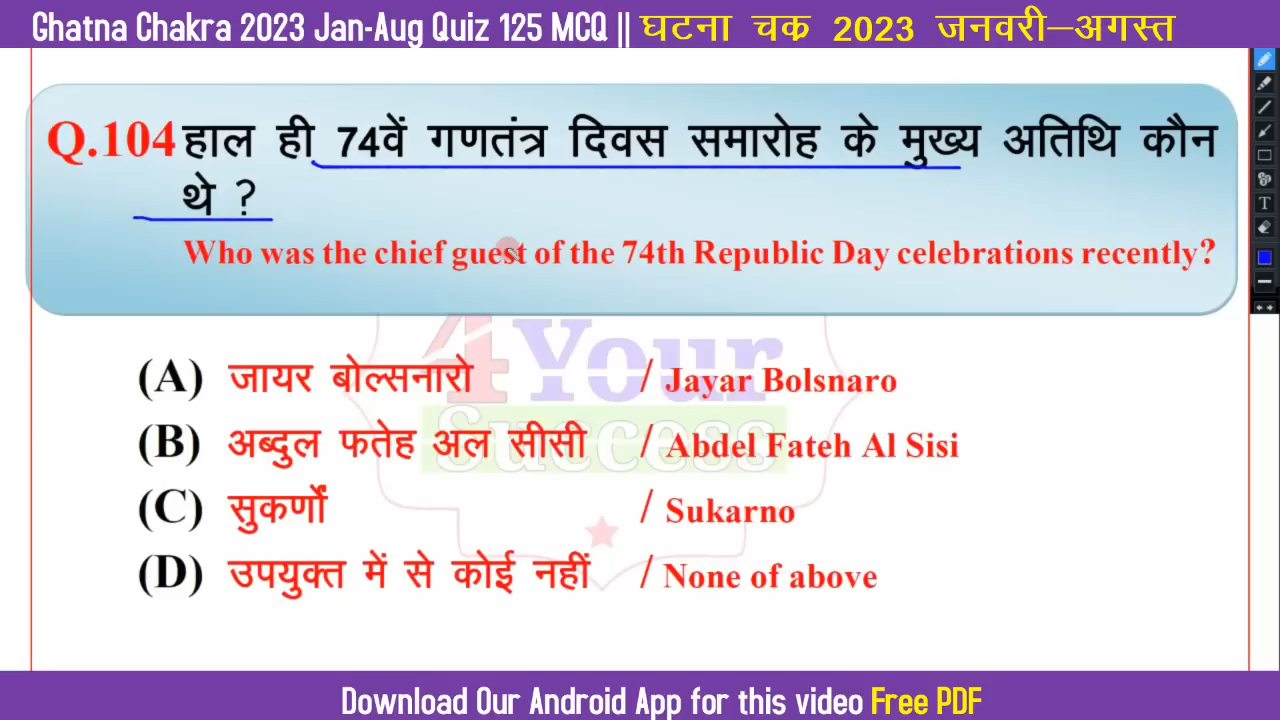 Ghatna Chakra 2023 Jan-Aug Quiz 125 MCQ || घटना चक्र 2023 जनवरी–अगस्त
Q.104 हाल ही 74वें गणतंत्र दिवस समारोह के मुख्य अतिथि कौन
थे ?
Who was the chief guest of the 74th Republic Day celebrations recently?
4 Your
Success
(A) जायर बोल्सनारो / Jayar Bolsnaro
(B) अब्दुल फतेह अल सीसी / Abdel Fateh Al Sisi
(C) सुकर्णों / Sukarno
(D) उपयुक्त में से कोई नहीं / None of above
Download Our Android App for this video Free PDF